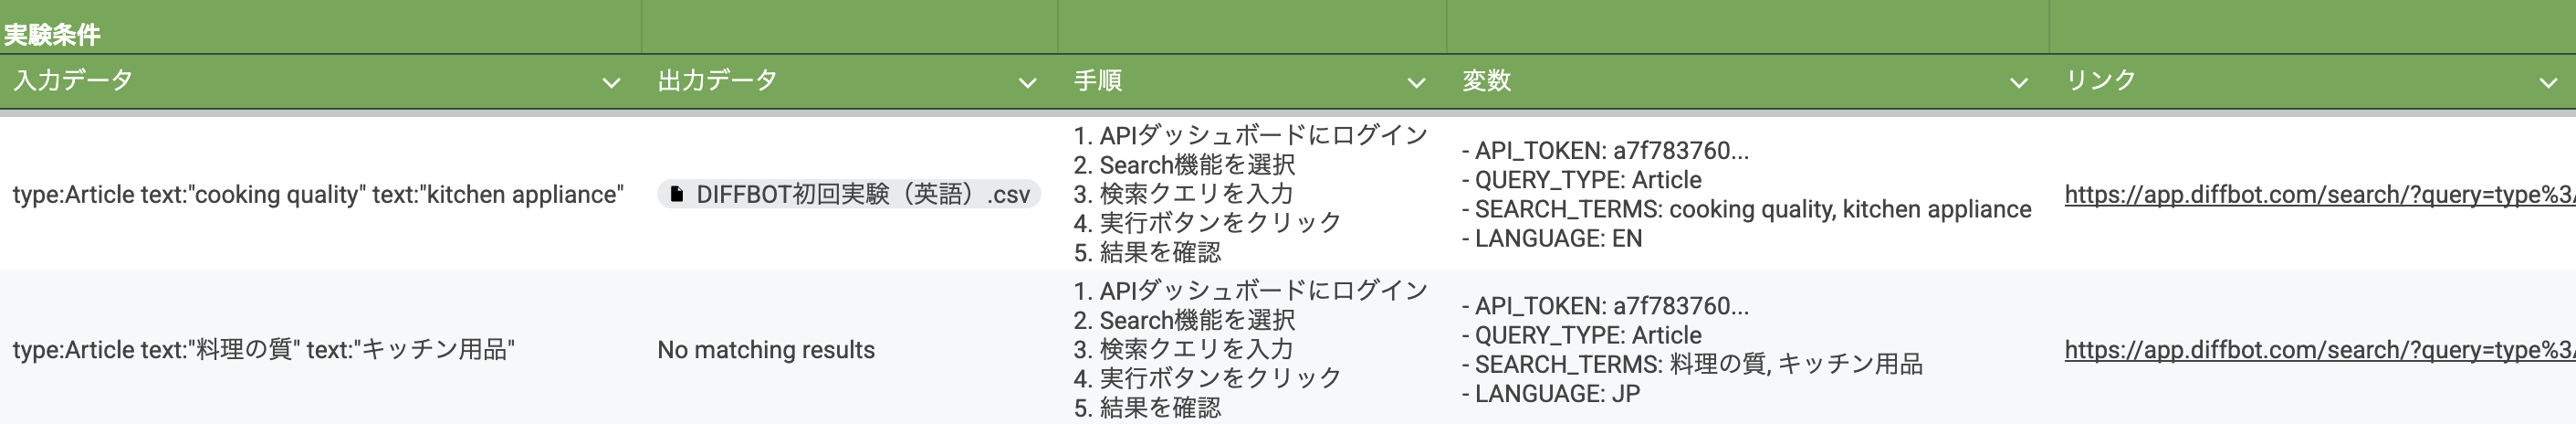 実験条件
入力データ
出力データ
手順
変数
リンク
type:Article text:"cooking quality" text:"kitchen appliance"
DIFFBOT初回実験（英語）.csv
1. APIダッシュボードにログイン
2. Search機能を選択
3. 検索クエリを入力
4. 実行ボタンをクリック
5. 結果を確認
- API_TOKEN: a7f783760...
- QUERY_TYPE: Article
- SEARCH_TERMS: cooking quality, kitchen appliance
- LANGUAGE: EN
https://app.diffbot.com/search/?query=type%3A
type:Article text:"料理の質" text:"キッチン用品"
No matching results
1. APIダッシュボードにログイン
2. Search機能を選択
3. 検索クエリを入力
4. 実行ボタンをクリック
5. 結果を確認
- API_TOKEN: a7f783760...
- QUERY_TYPE: Article
- SEARCH_TERMS: 料理の質, キッチン用品
- LANGUAGE: JP
https://app.diffbot.com/search/?query=type%3A